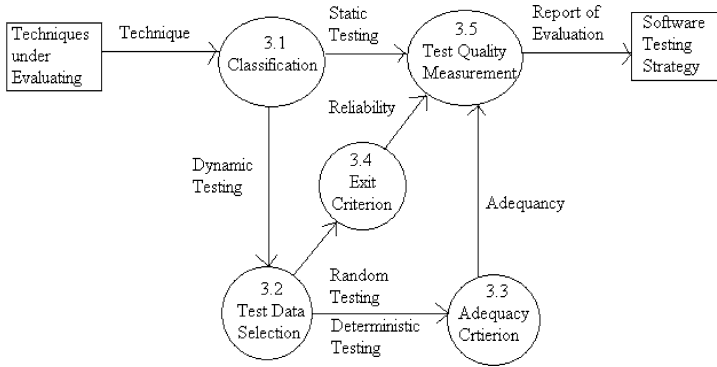 Techniques
under
Evaluating
Technique
3.1
Classification
Static
Testing
3.5
Test Quality
Measurement
Report of
Evaluation
Software
Testing
Strategy
Reliability
Dynamic
Testing
3.4
Exit
Criterion
Adequancy
3.2
Test Data
Selection
Random
Testing
Deterministic
Testing
3.3
Adequacy
Crtierion